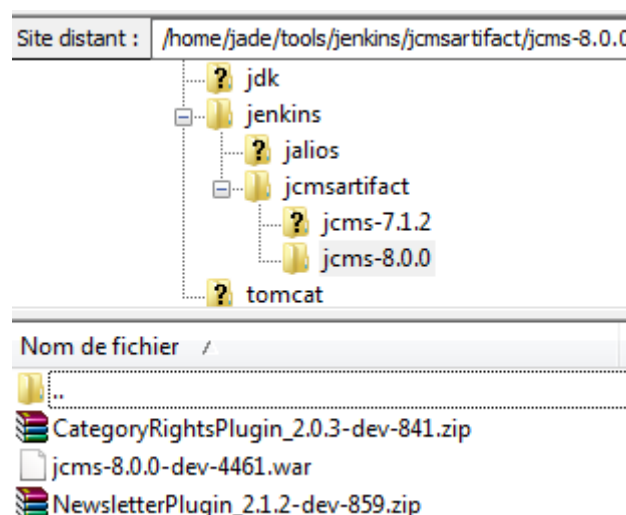 Site distant : /home/jade/tools/jenkins/jcmsartifact/jcms-8.0.0
? jdk
jenkins
? jalios
jcmsartifact
? jcms-7.1.2
jcms-8.0.0
? tomcat
Nom de fichier
..
CategoryRightsPlugin_2.0.3-dev-841.zip
jcms-8.0.0-dev-4461.war
NewsletterPlugin_2.1.2-dev-859.zip